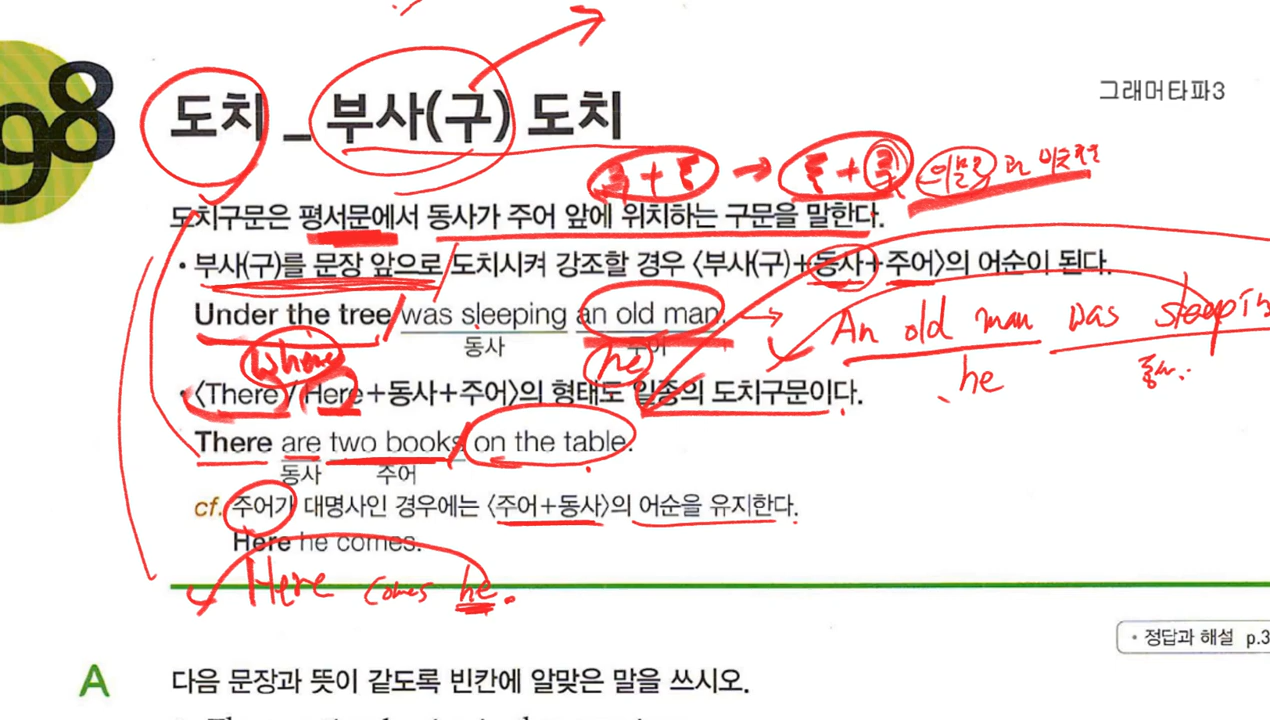 98
도치 _ 부사(구) 도치
그래머타파3
주+동 → 동+주
도치구문은 평서문에서 동사가 주어 앞에 위치하는 구문을 말한다.
• 부사(구)를 문장 앞으로 도치시켜 강조할 경우 〈부사(구)+동사+주어〉의 어순이 된다.
Under the tree was sleeping an old man. → An old man was sleepin
동사 주어
where he he 동사.
• 〈There / Here+동사+주어〉의 형태도 일종의 도치구문이다.
There are two books on the table.
동사 주어
cf. 주어가 대명사인 경우에는 〈주어+동사〉의 어순을 유지한다.
Here he comes.
Here comes he.
• 정답과 해설 p.3
A 다음 문장과 뜻이 같도록 빈칸에 알맞은 말을 쓰시오.